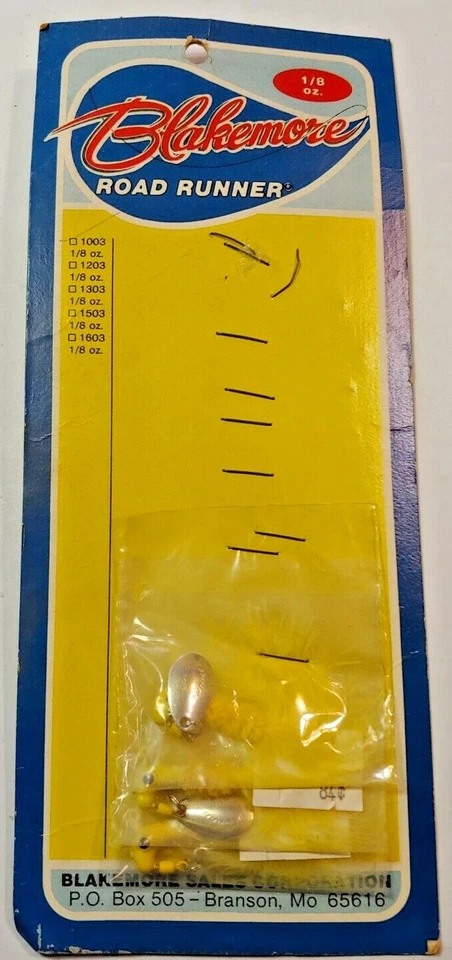 1/8
oz.
Blakemore
ROAD RUNNER®
☐ 1003
1/8 oz.
☐ 1203
1/8 oz.
☐ 1303
1/8 oz.
☐ 1503
1/8 oz.
☐ 1603
1/8 oz.
84¢
BLAKEMORE SALES CORPORATION
P.O. Box 505 – Branson, Mo 65616